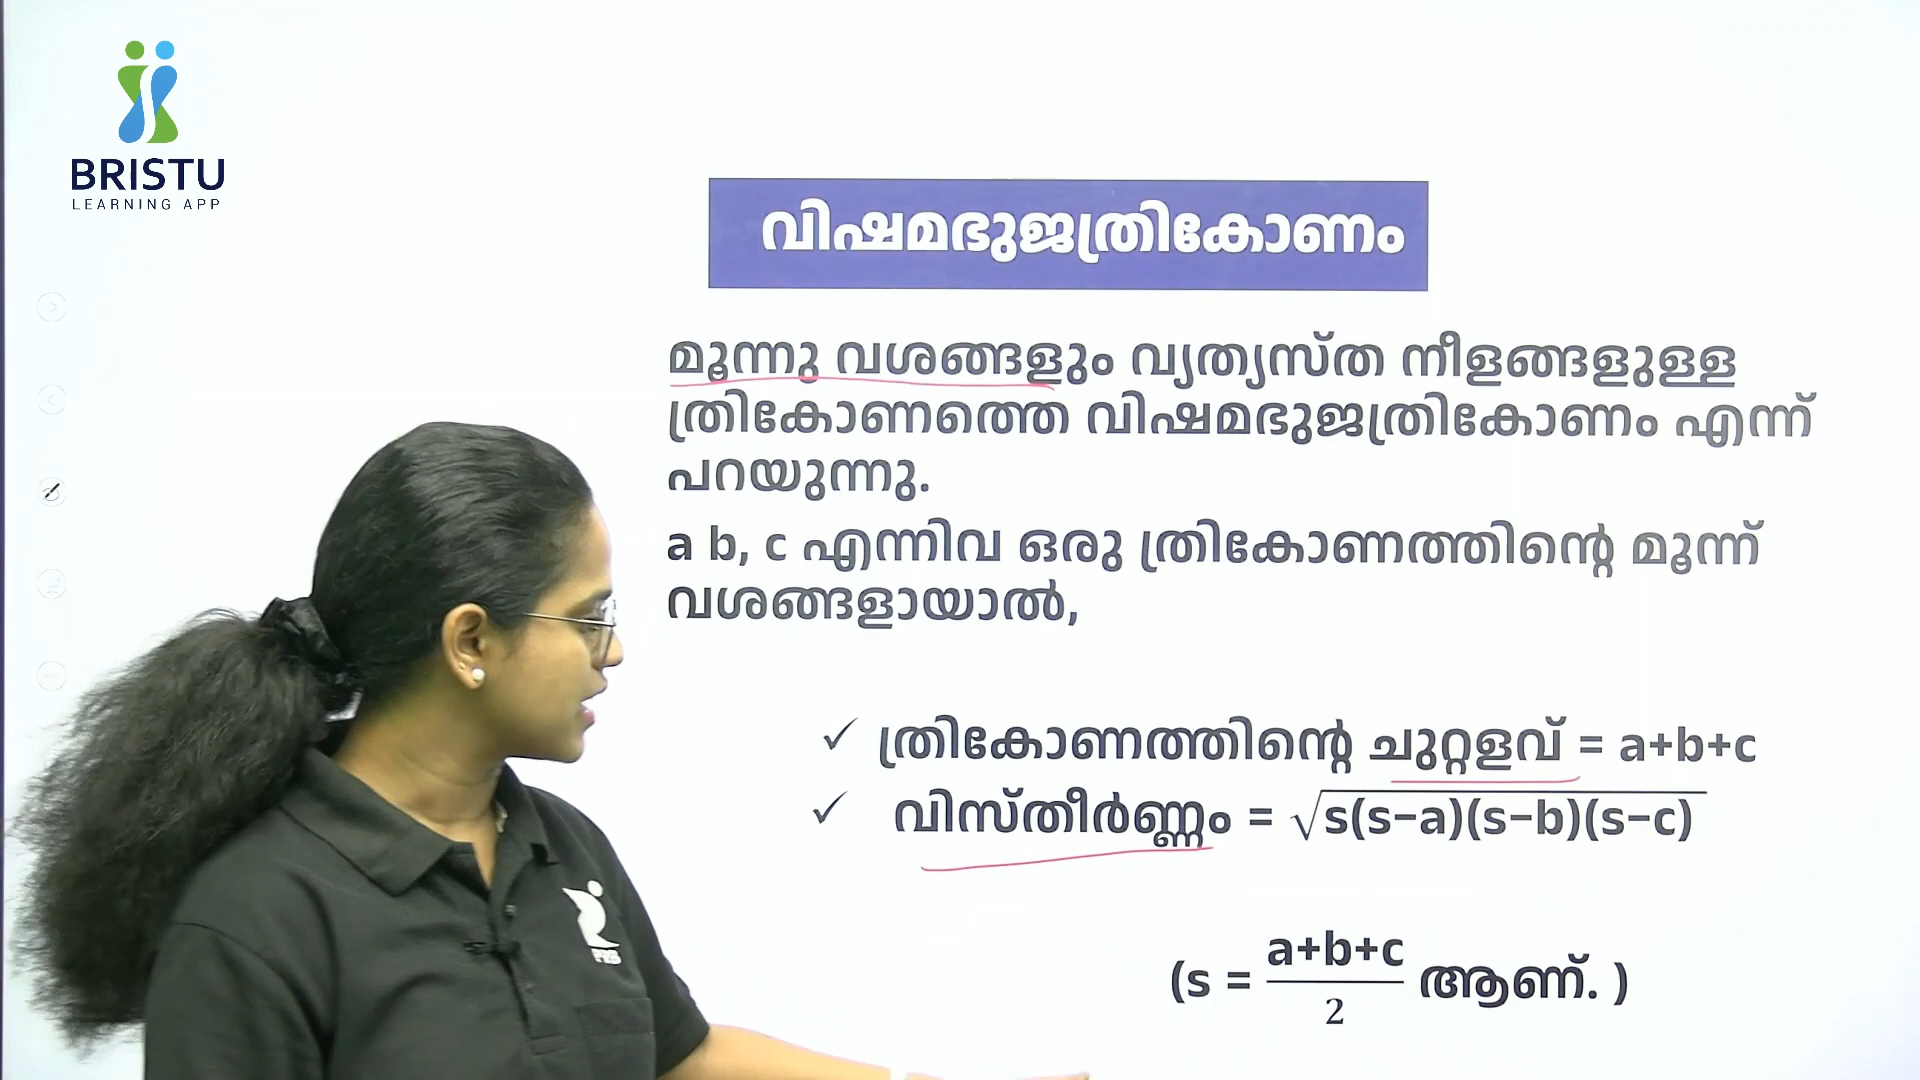 BRISTU
LEARNING APP
വിഷമഭുജത്രികോണം
മൂന്നു വശങ്ങളും വ്യത്യസ്ത നീളങ്ങളുള്ള
ത്രികോണത്തെ വിഷമഭുജത്രികോണം എന്ന്
പറയുന്നു.
a b, c എന്നിവ ഒരു ത്രികോണത്തിന്റെ മൂന്ന്
വശങ്ങളായാൽ,
✓ ത്രികോണത്തിന്റെ ചുറ്റളവ് = a+b+c
✓ വിസ്തീർണ്ണം = √s(s−a)(s−b)(s−c)
(s = a+b+c/2 ആണ്. )